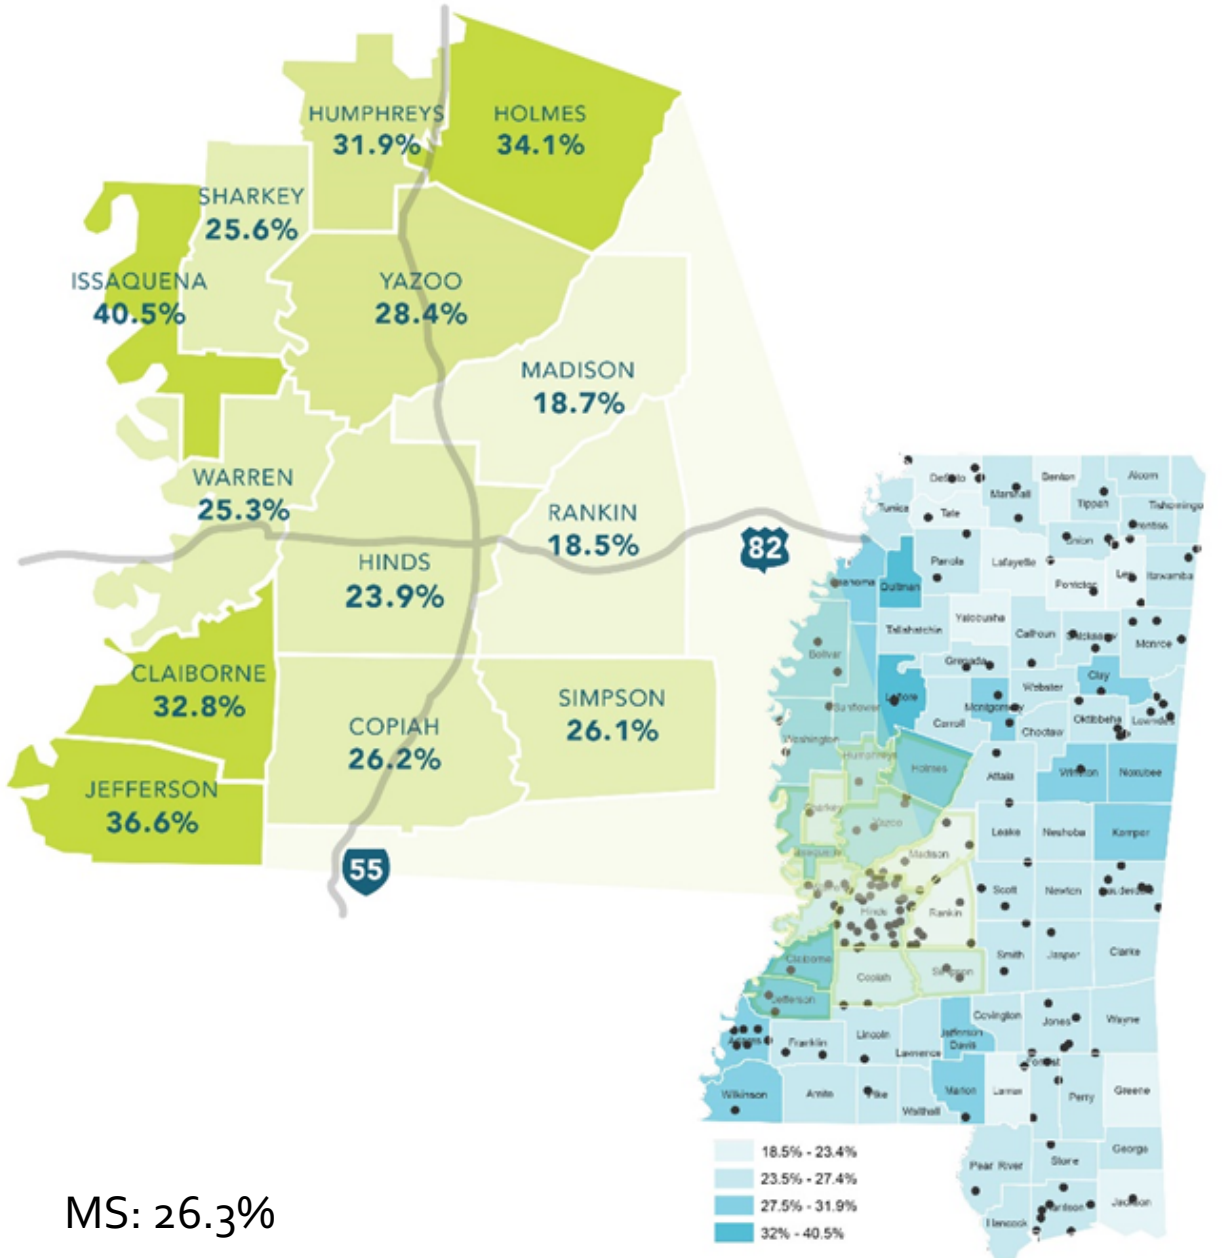 HUMPHREYS
31.9%
HOLMES
34.1%
SHARKEY
25.6%
ISSAQUENA
40.5%
YAZOO
28.4%
MADISON
18.7%
WARREN
25.3%
RANKIN
18.5%
HINDS
23.9%
CLAIBORNE
32.8%
COPIAH
26.2%
SIMPSON
26.1%
JEFFERSON
36.6%
82
55
MS: 26.3%
DeSoto
Marshall
Benton
Alcorn
Tippah
Tishomingo
Tunica
Tate
Prentiss
Union
Panola
Lafayette
Pontotoc
Lee
Itawamba
Quitman
Yalobusha
Tallahatchie
Calhoun
Monroe
Bolivar
Grenada
Clay
Leflore
Sunflower
Webster
Montgomery
Carroll
Choctaw
Oktibbeha
Lowndes
Washington
Humphreys
Holmes
Attala
Winston
Noxubee
Sharkey
Yazoo
Leake
Neshoba
Kemper
Madison
Scott
Newton
Hinds
Rankin
Smith
Jasper
Clarke
Claiborne
Copiah
Simpson
Jefferson
Covington
Jones
Wayne
Adams
Franklin
Lincoln
Lawrence
Jefferson
Davis
Forrest
Wilkinson
Amite
Pike
Walthall
Marion
Lamar
Perry
Greene
Pear River
Stone
George
Hancock
Jackson
18.5% - 23.4%
23.5% - 27.4%
27.5% - 31.9%
32% - 40.5%